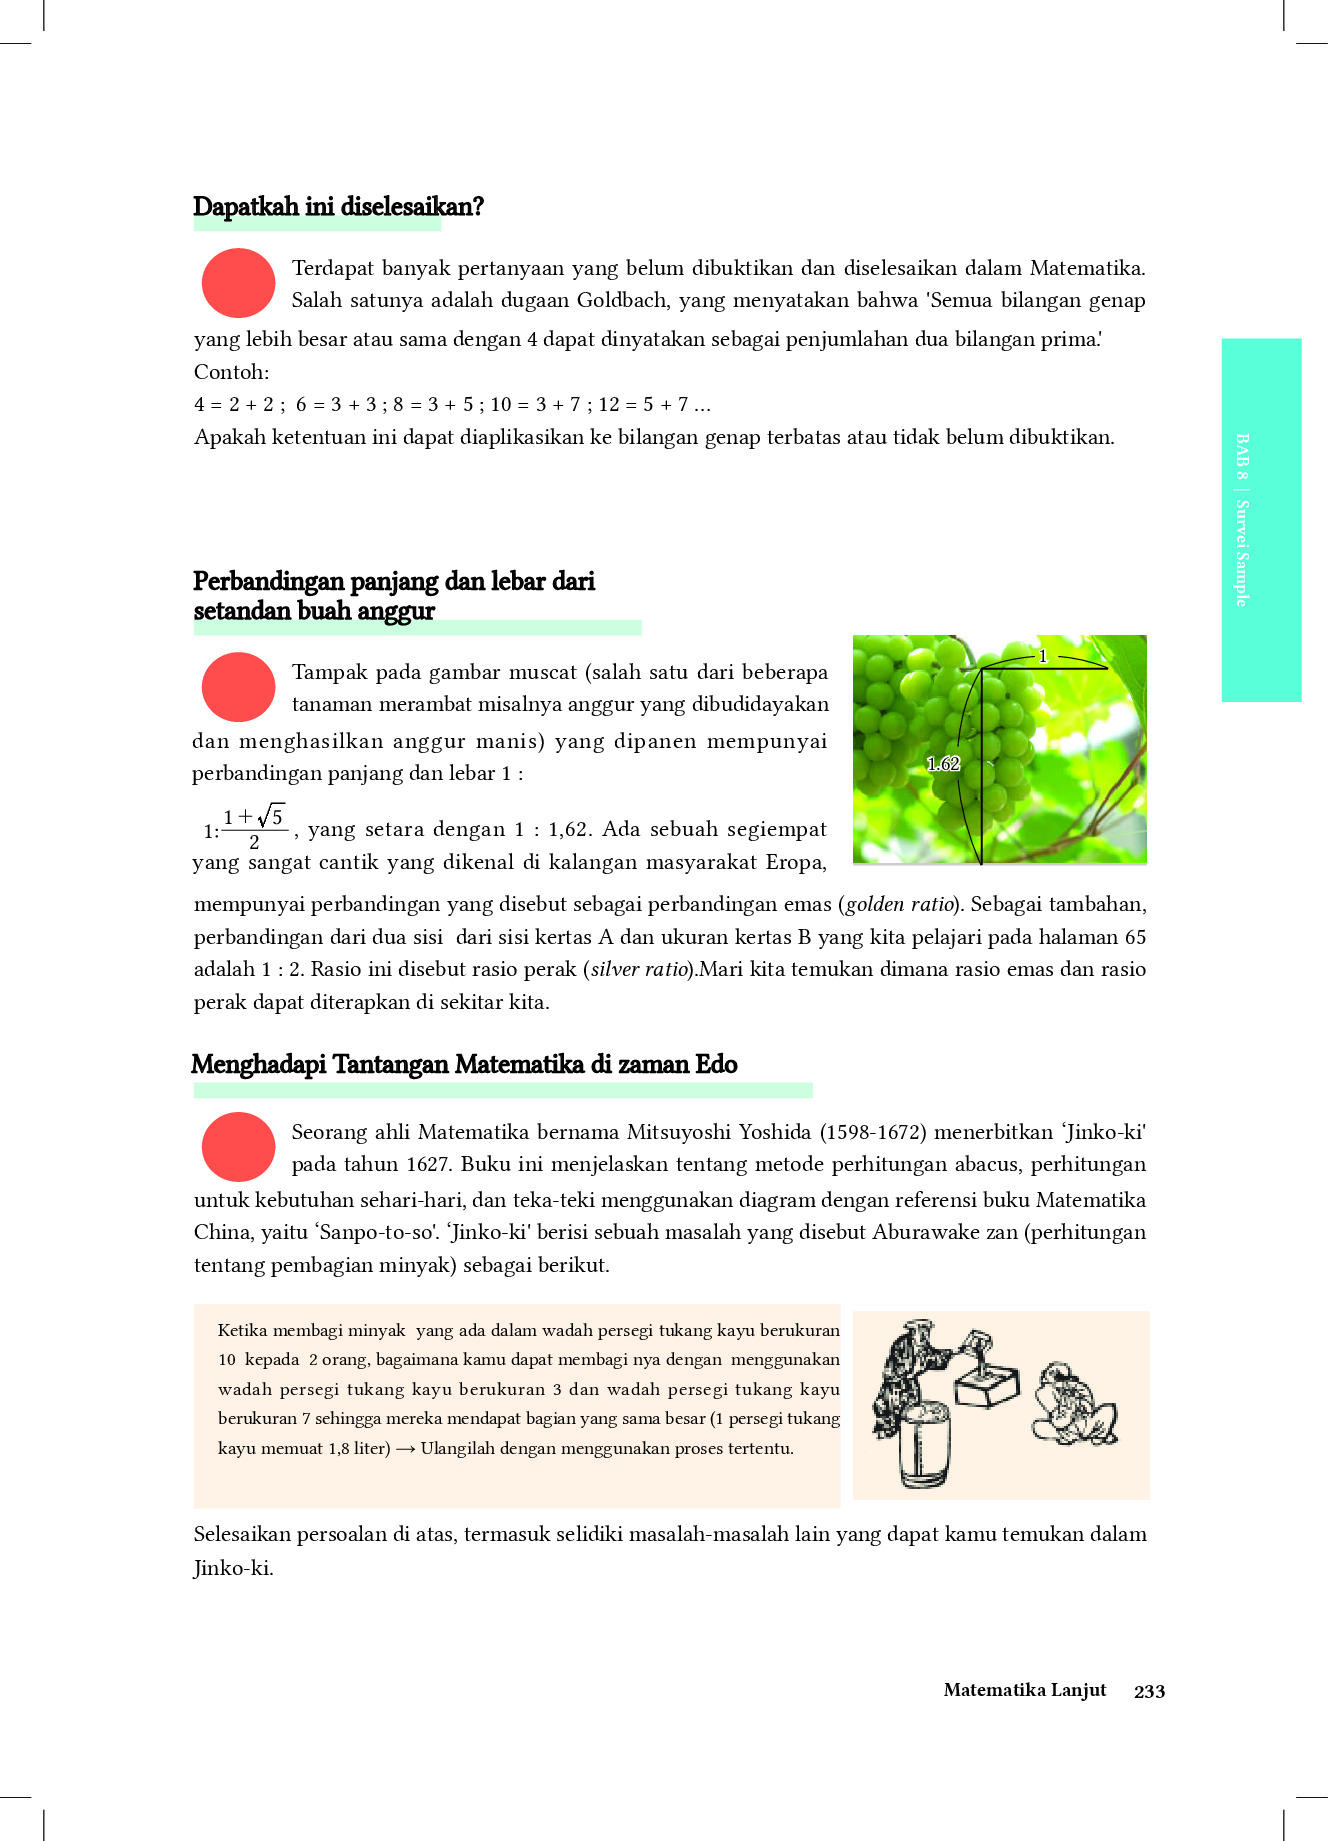 Dapatkah ini diselesaikan?
Terdapat banyak pertanyaan yang belum dibuktikan dan diselesaikan dalam Matematika.
Salah satunya adalah dugaan Goldbach, yang menyatakan bahwa 'Semua bilangan genap
yang lebih besar atau sama dengan 4 dapat dinyatakan sebagai penjumlahan dua bilangan prima.'
Contoh:
4 = 2 + 2 ; 6 = 3 + 3 ; 8 = 3 + 5 ; 10 = 3 + 7 ; 12 = 5 + 7 ...
Apakah ketentuan ini dapat diaplikasikan ke bilangan genap terbatas atau tidak belum dibuktikan.
BAB 8 | Survei Sample
Perbandingan panjang dan lebar dari
setandan buah anggur
Tampak pada gambar muscat (salah satu dari beberapa
tanaman merambat misalnya anggur yang dibudidayakan
dan menghasilkan anggur manis) yang dipanen mempunyai
perbandingan panjang dan lebar 1 :
1: (1 + √5)/2 , yang setara dengan 1 : 1,62. Ada sebuah segiempat
yang sangat cantik yang dikenal di kalangan masyarakat Eropa,
1
1.62
mempunyai perbandingan yang disebut sebagai perbandingan emas (golden ratio). Sebagai tambahan,
perbandingan dari dua sisi dari sisi kertas A dan ukuran kertas B yang kita pelajari pada halaman 65
adalah 1 : 2. Rasio ini disebut rasio perak (silver ratio).Mari kita temukan dimana rasio emas dan rasio
perak dapat diterapkan di sekitar kita.
Menghadapi Tantangan Matematika di zaman Edo
Seorang ahli Matematika bernama Mitsuyoshi Yoshida (1598-1672) menerbitkan ‘Jinko-ki'
pada tahun 1627. Buku ini menjelaskan tentang metode perhitungan abacus, perhitungan
untuk kebutuhan sehari-hari, dan teka-teki menggunakan diagram dengan referensi buku Matematika
China, yaitu ‘Sanpo-to-so'. ‘Jinko-ki' berisi sebuah masalah yang disebut Aburawake zan (perhitungan
tentang pembagian minyak) sebagai berikut.
Ketika membagi minyak yang ada dalam wadah persegi tukang kayu berukuran
10 kepada 2 orang, bagaimana kamu dapat membagi nya dengan menggunakan
wadah persegi tukang kayu berukuran 3 dan wadah persegi tukang kayu
berukuran 7 sehingga mereka mendapat bagian yang sama besar (1 persegi tukang
kayu memuat 1,8 liter) → Ulangilah dengan menggunakan proses tertentu.
Selesaikan persoalan di atas, termasuk selidiki masalah-masalah lain yang dapat kamu temukan dalam
Jinko-ki.
Matematika Lanjut 233